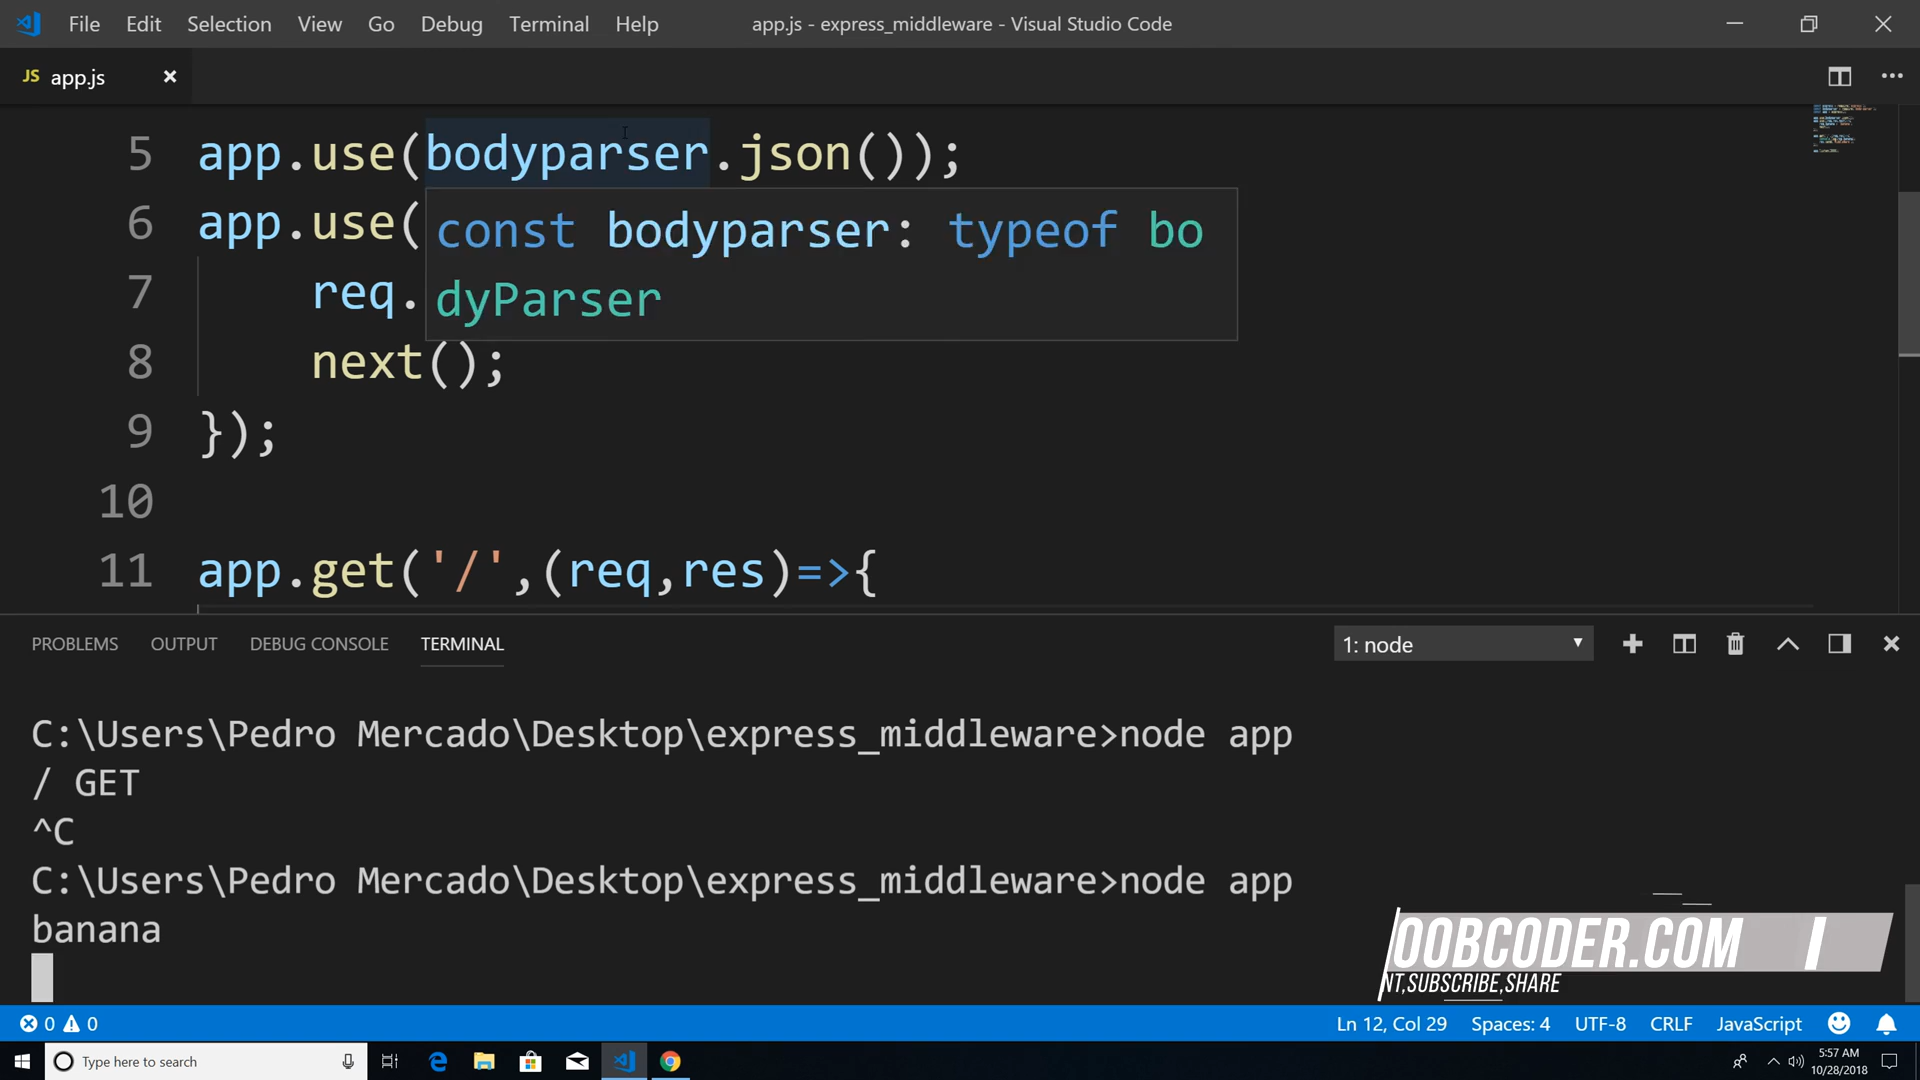 File Edit Selection View Go Debug Terminal Help app.js - express_middleware - Visual Studio Code
JS app.js
5 app.use(bodyparser.json());
6 app.use(
const bodyparser: typeof bo
dyParser
7 req.
8 next();
9 });
10
11 app.get('/',(req,res)=>{
PROBLEMS OUTPUT DEBUG CONSOLE TERMINAL 1: node
C:\Users\Pedro Mercado\Desktop\express_middleware>node app
/ GET
^C
C:\Users\Pedro Mercado\Desktop\express_middleware>node app
banana
OOBCODER.COM
NT,SUBSCRIBE,SHARE
0 0 Ln 12, Col 29 Spaces: 4 UTF-8 CRLF JavaScript
Type here to search 5:57 AM
10/28/2018